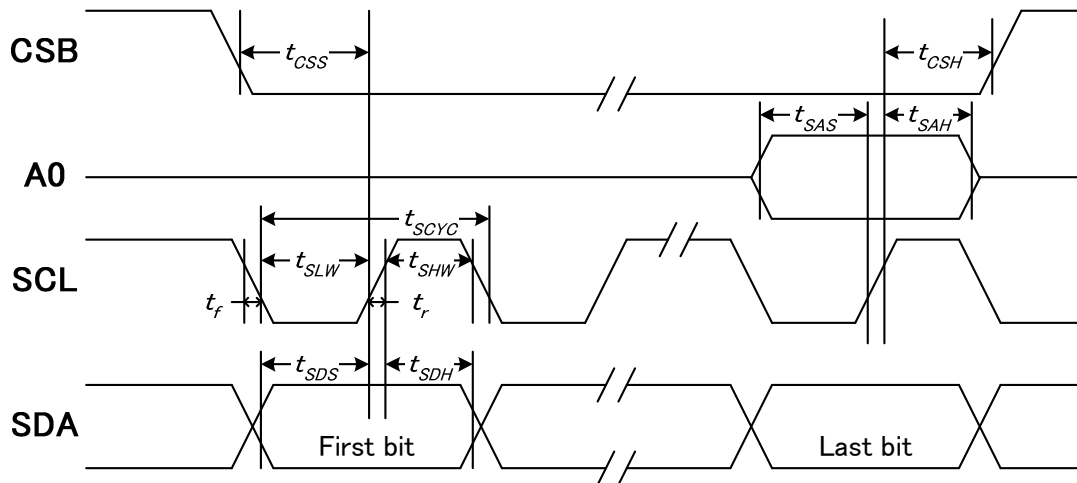 CSB
t_CSS
t_CSH
t_SAS
t_SAH
A0
t_SCYC
SCL
t_SLW
t_SHW
t_f
t_r
t_SDS
t_SDH
SDA
First bit
Last bit